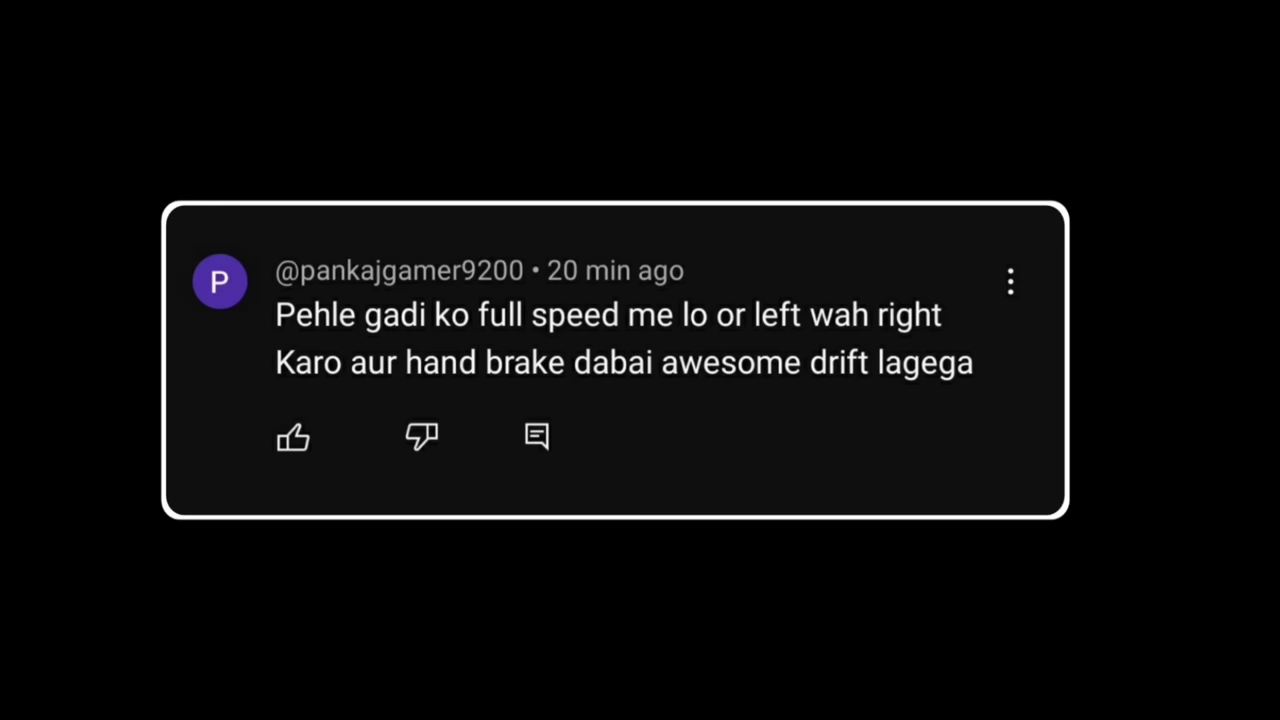 P
@pankajgamer9200 • 20 min ago
Pehle gadi ko full speed me lo or left wah right
Karo aur hand brake dabai awesome drift lagega